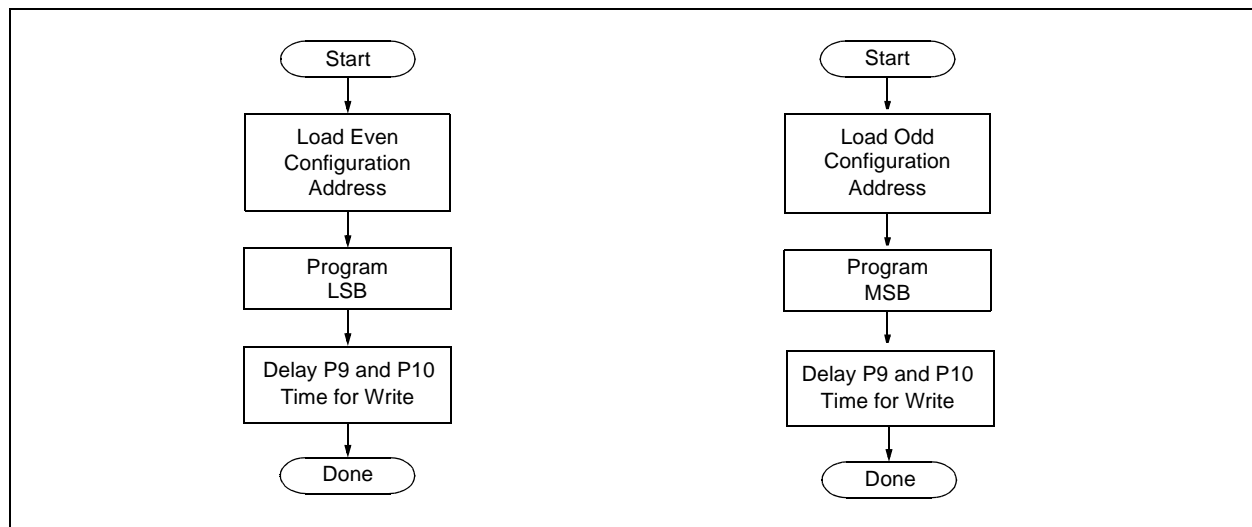 Start
Load Even
Configuration
Address
Program
LSB
Delay P9 and P10
Time for Write
Done
Start
Load Odd
Configuration
Address
Program
MSB
Delay P9 and P10
Time for Write
Done